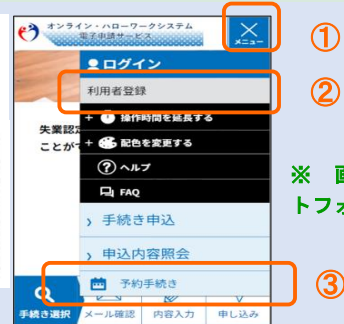 オンライン・ハローワークシステム
電子申請サービス
メニュー
①
ログイン
利用者登録
②
+ 操作時間を延長する
+ 配色を変更する
失業認定
ことがで
ヘルプ
FAQ
※ 画
トフォ
手続き申込
申込内容照会
予約手続き
③
手続き選択
メール確認
内容入力
申し込み